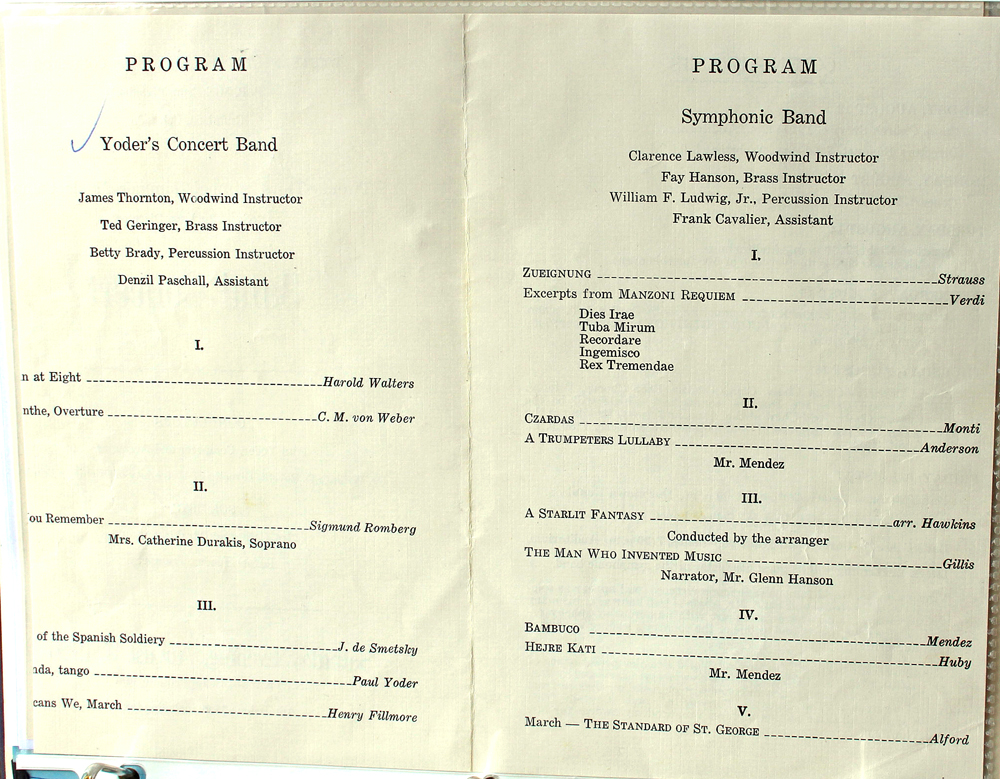 PROGRAM
Yoder's Concert Band
James Thornton, Woodwind Instructor
Ted Geringer, Brass Instructor
Betty Brady, Percussion Instructor
Denzil Paschall, Assistant
I.
n at Eight Harold Walters
nthe, Overture C. M. von Weber
II.
ou Remember Sigmund Romberg
Mrs. Catherine Durakis, Soprano
III.
of the Spanish Soldiery J. de Smetsky
nda, tango Paul Yoder
cans We, March Henry Fillmore
PROGRAM
Symphonic Band
Clarence Lawless, Woodwind Instructor
Fay Hanson, Brass Instructor
William F. Ludwig, Jr., Percussion Instructor
Frank Cavalier, Assistant
I.
ZUEIGNUNG Strauss
Excerpts from MANZONI REQUIEM Verdi
Dies Irae
Tuba Mirum
Recordare
Ingemisco
Rex Tremendae
II.
CZARDAS Monti
A TRUMPETERS LULLABY Anderson
Mr. Mendez
III.
A STARLIT FANTASY arr. Hawkins
Conducted by the arranger
THE MAN WHO INVENTED MUSIC Gillis
Narrator, Mr. Glenn Hanson
IV.
BAMBUCO Mendez
HEJRE KATI Huby
Mr. Mendez
V.
March — THE STANDARD OF ST. GEORGE Alford